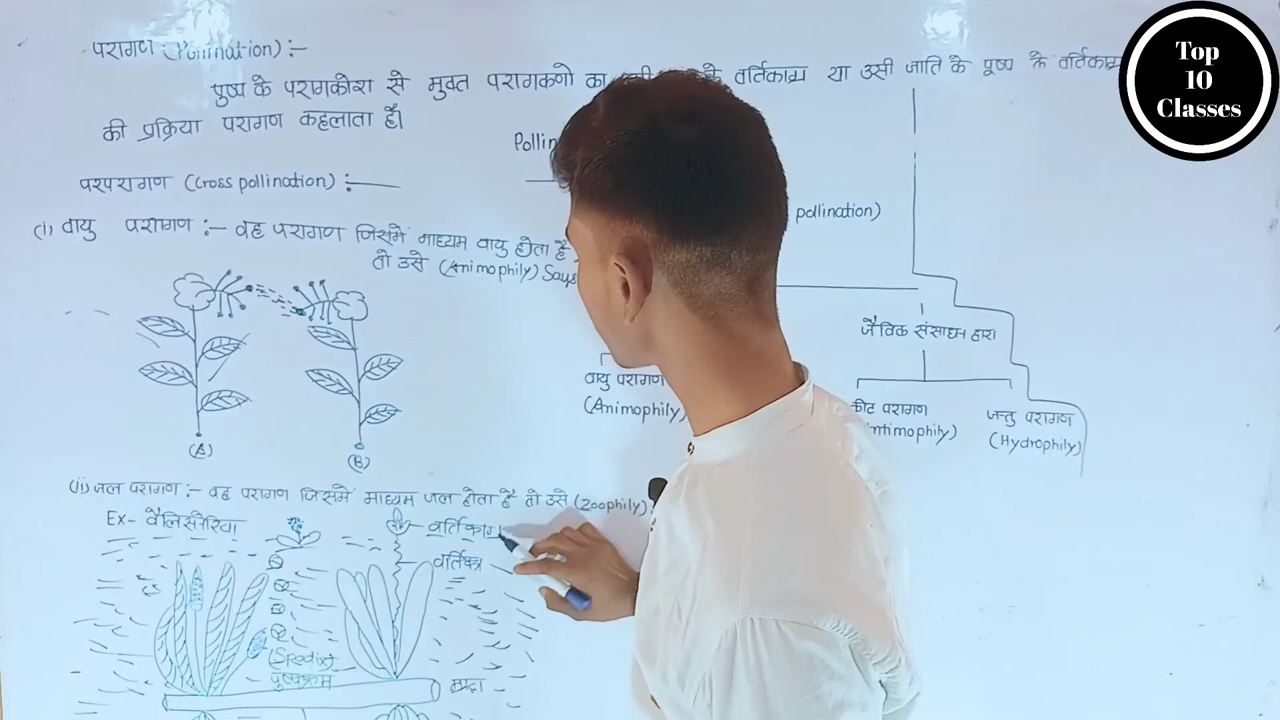 परागण (Pollination) :-
पुष्प के परागकोश से मुक्त परागकणो का के वर्तिकाग्र या उसी जाति के पुष्प के वर्तिकाग्र
की प्रक्रिया परागण कहलाता है।
Pollin
परपरागण (Cross pollination) :-
pollination)
(i) वायु परागण :- वह परागण जिसमें माध्यम वायु होता है
तो उसे (Animophily) Says
जैविक संसाधन द्वारा
वायु परागण
(Animophily)
कीट परागण
ntimophily)
जन्तु परागण
(Hydrophily)
(A)
(B)
(ii) जल परागण :- वह परागण जिसमें माध्यम जल होता है तो उसे (Zoophily)
Ex- वैलिसनेरिया
वर्तिकाग
वर्तिका
पुष्पक्रम
Top
10
Classes